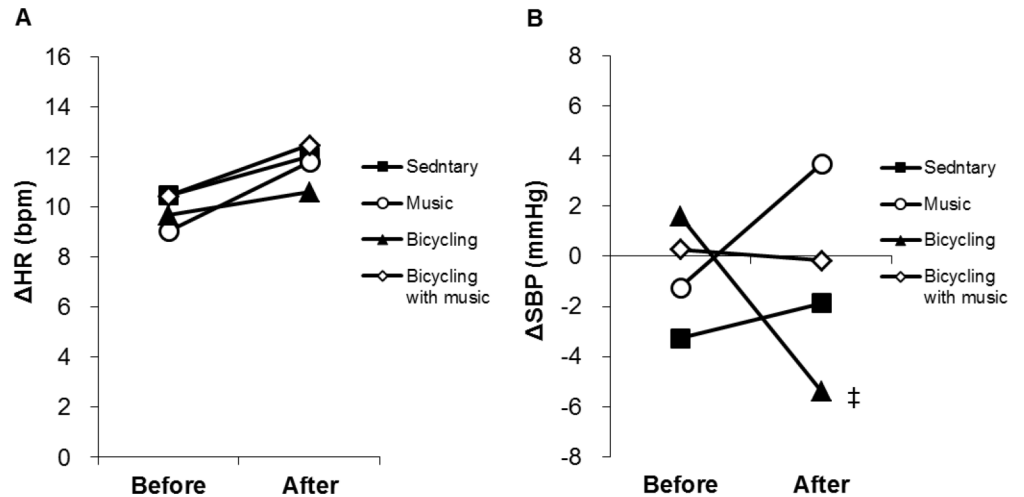 A
16
14
12
10
8
6
4
2
0
ΔHR (bpm)
Before
After
Sedntary
Music
Bicycling
Bicycling
with music
B
8
6
4
2
0
-2
-4
-6
-8
ΔSBP (mmHg)
‡
Before
After
Sedntary
Music
Bicycling
Bicycling
with music